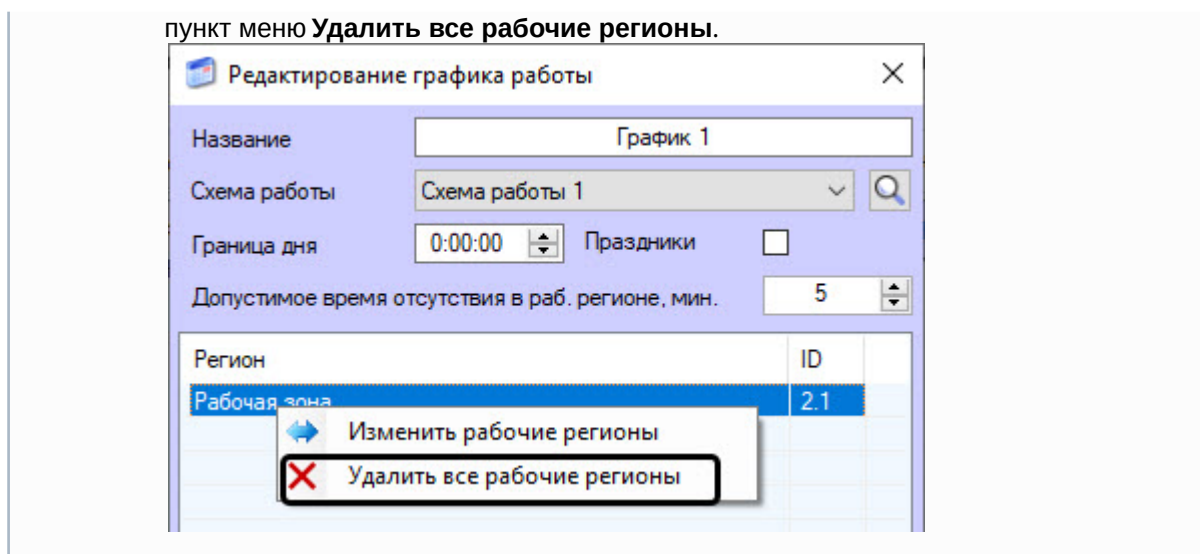 пункт меню Удалить все рабочие регионы.
Редактирование графика работы
Название График 1
Схема работы Схема работы 1
Граница дня 0:00:00 Праздники
Допустимое время отсутствия в раб. регионе, мин. 5
Регион ID
Рабочая зона 2.1
Изменить рабочие регионы
Удалить все рабочие регионы